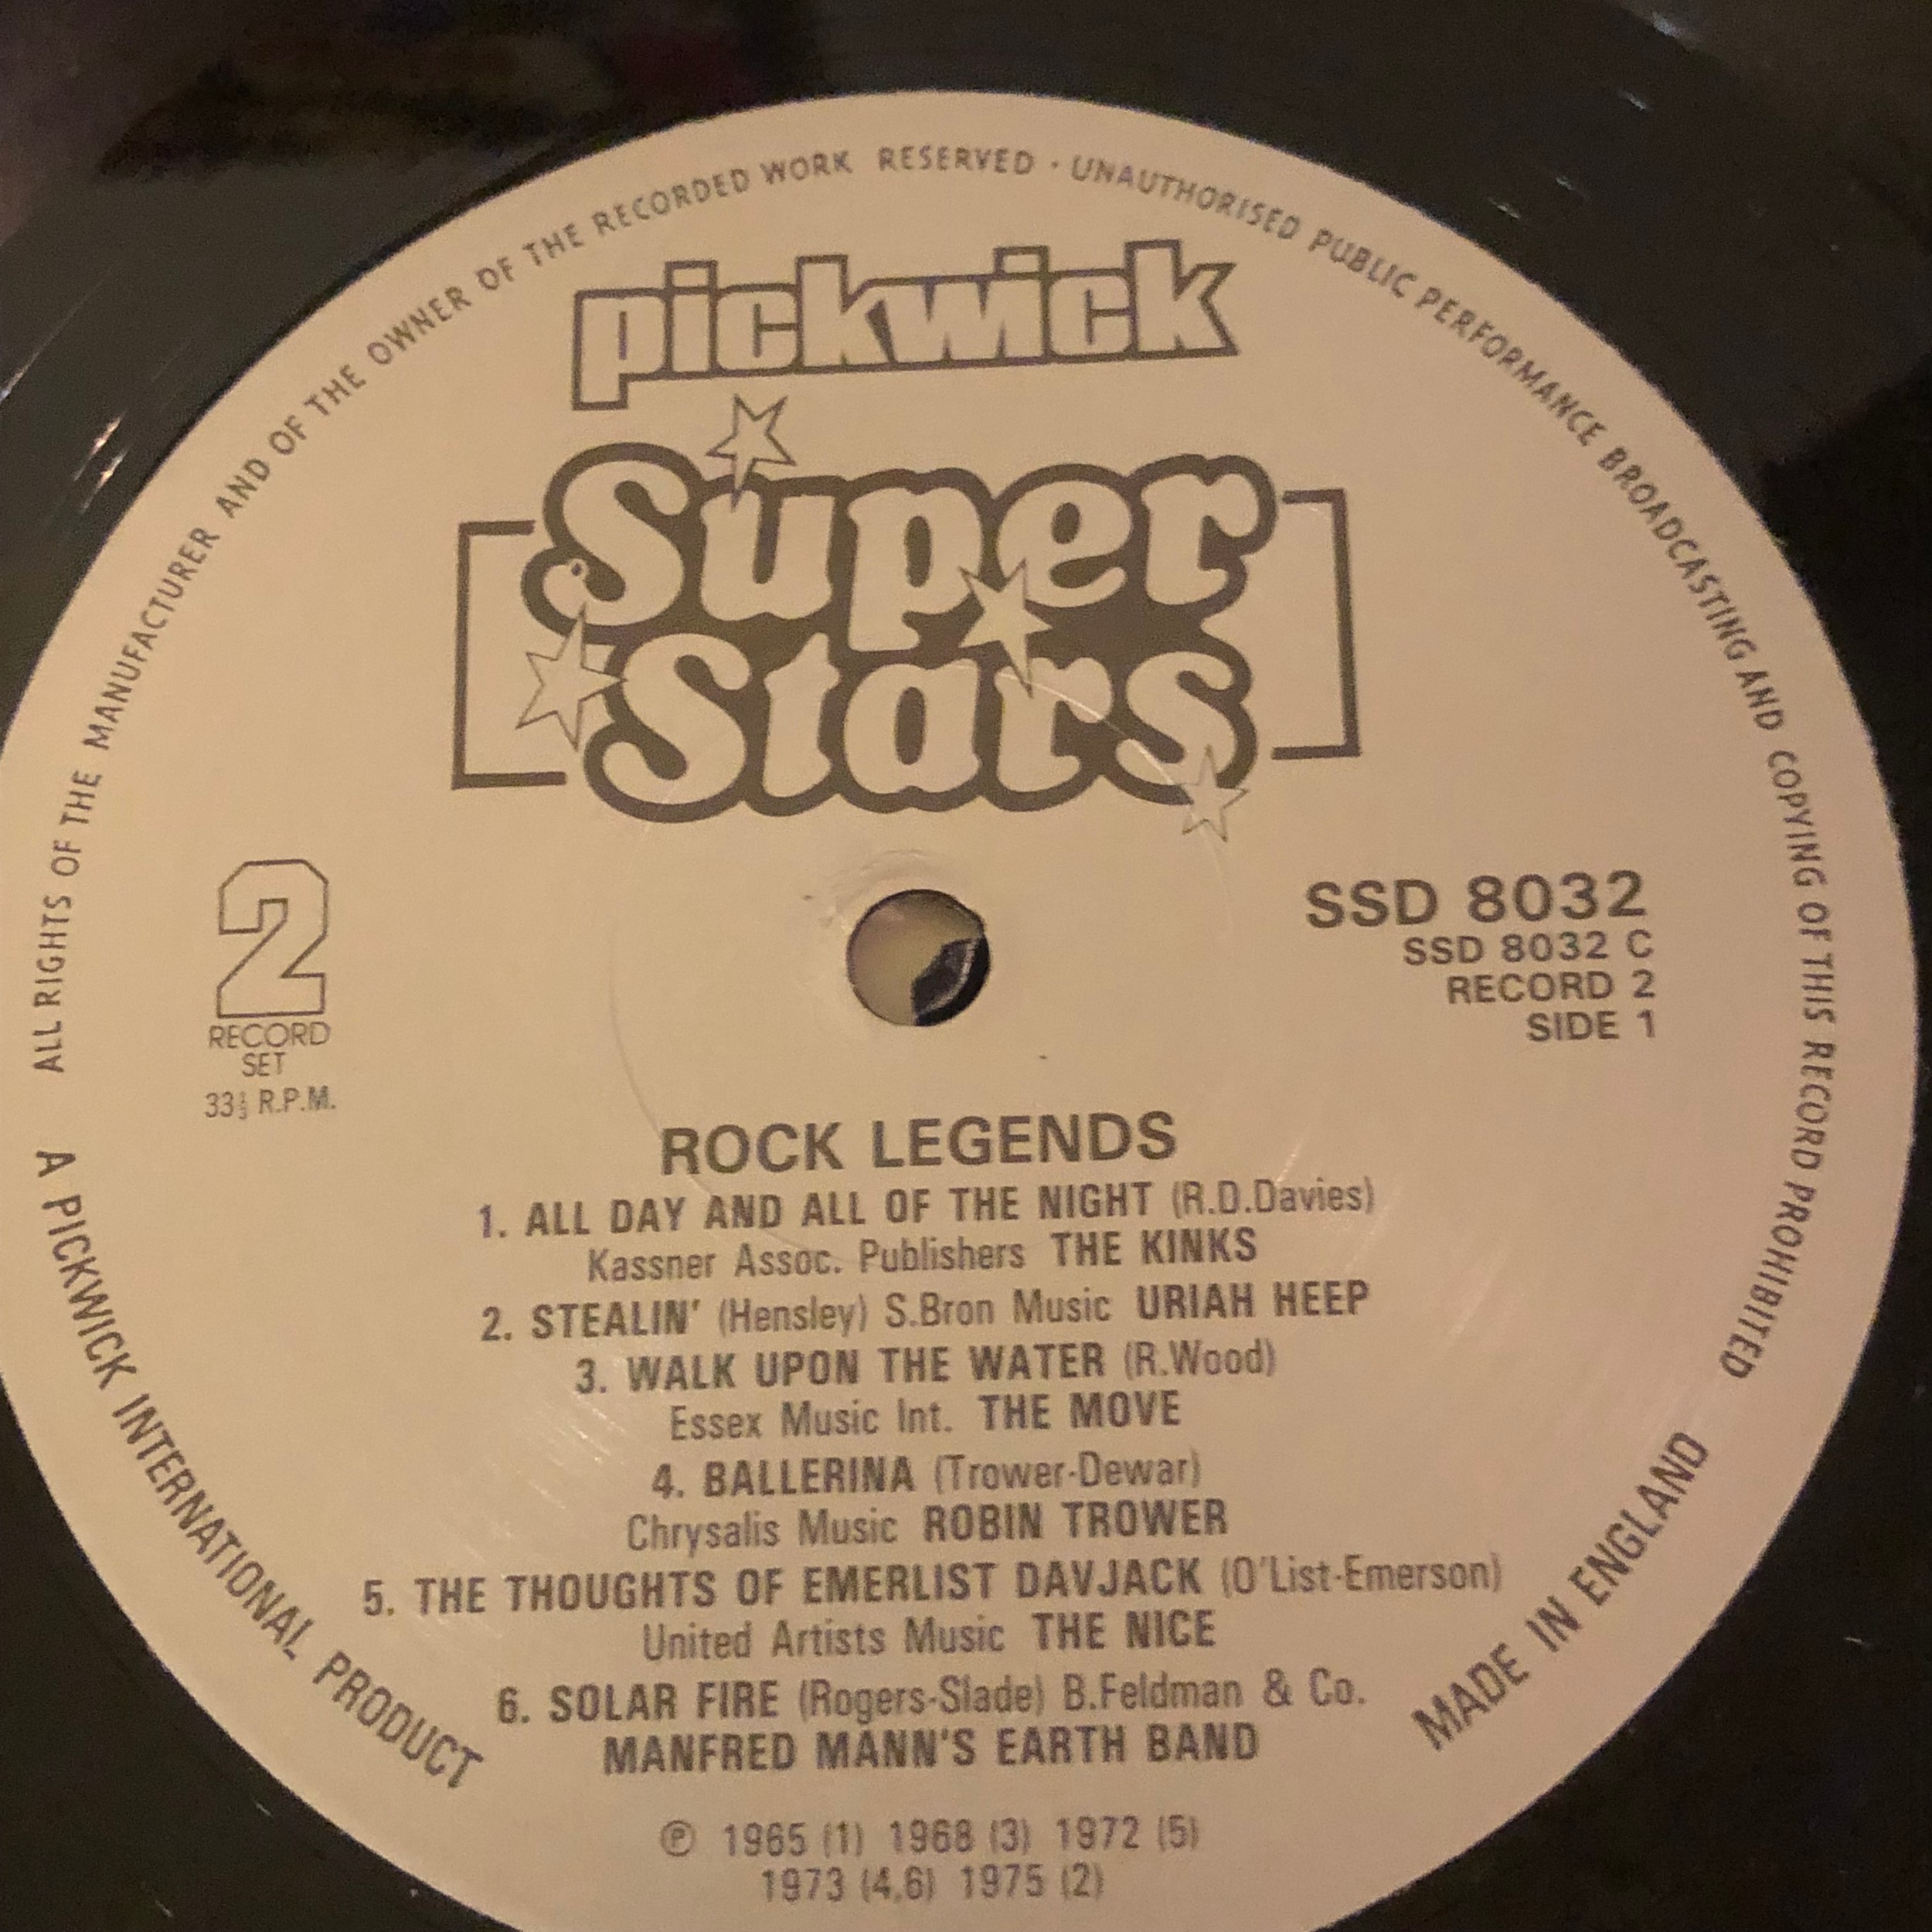 ALL RIGHTS OF THE MANUFACTURER AND OF THE OWNER OF THE RECORDED WORK RESERVED · UNAUTHORISED PUBLIC PERFORMANCE BROADCASTING AND COPYING OF THIS RECORD PROHIBITED
pickwick
Super
Stars
2
RECORD
SET
33⅓ R.P.M.
SSD 8032
SSD 8032 C
RECORD 2
SIDE 1
ROCK LEGENDS
1. ALL DAY AND ALL OF THE NIGHT (R.D.Davies)
Kassner Assoc. Publishers THE KINKS
2. STEALIN' (Hensley) S.Bron Music URIAH HEEP
3. WALK UPON THE WATER (R.Wood)
Essex Music Int. THE MOVE
4. BALLERINA (Trower-Dewar)
Chrysalis Music ROBIN TROWER
5. THE THOUGHTS OF EMERLIST DAVJACK (O'List-Emerson)
United Artists Music THE NICE
6. SOLAR FIRE (Rogers-Slade) B.Feldman & Co.
MANFRED MANN'S EARTH BAND
℗ 1965 (1) 1968 (3) 1972 (5)
1973 (4,6) 1975 (2)
A PICKWICK INTERNATIONAL PRODUCT
MADE IN ENGLAND